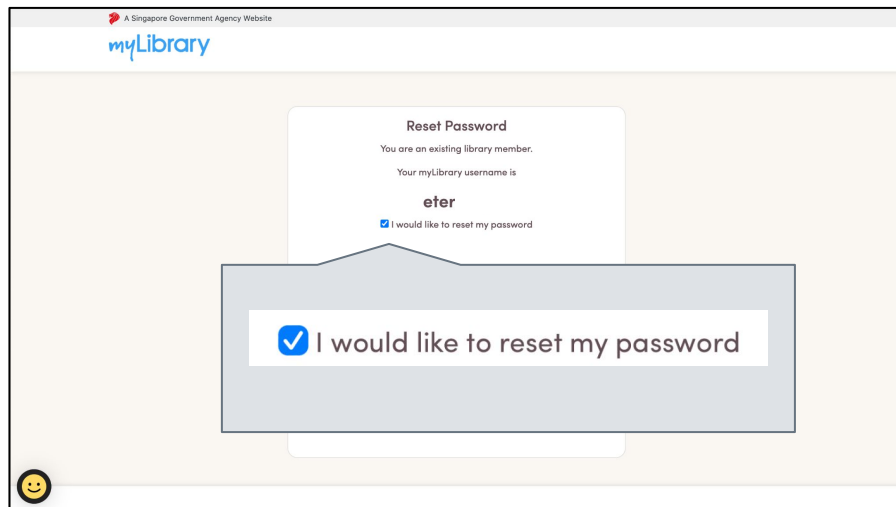 A Singapore Government Agency Website
myLibrary
Reset Password
You are an existing library member.
Your myLibrary username is
eter
I would like to reset my password
I would like to reset my password